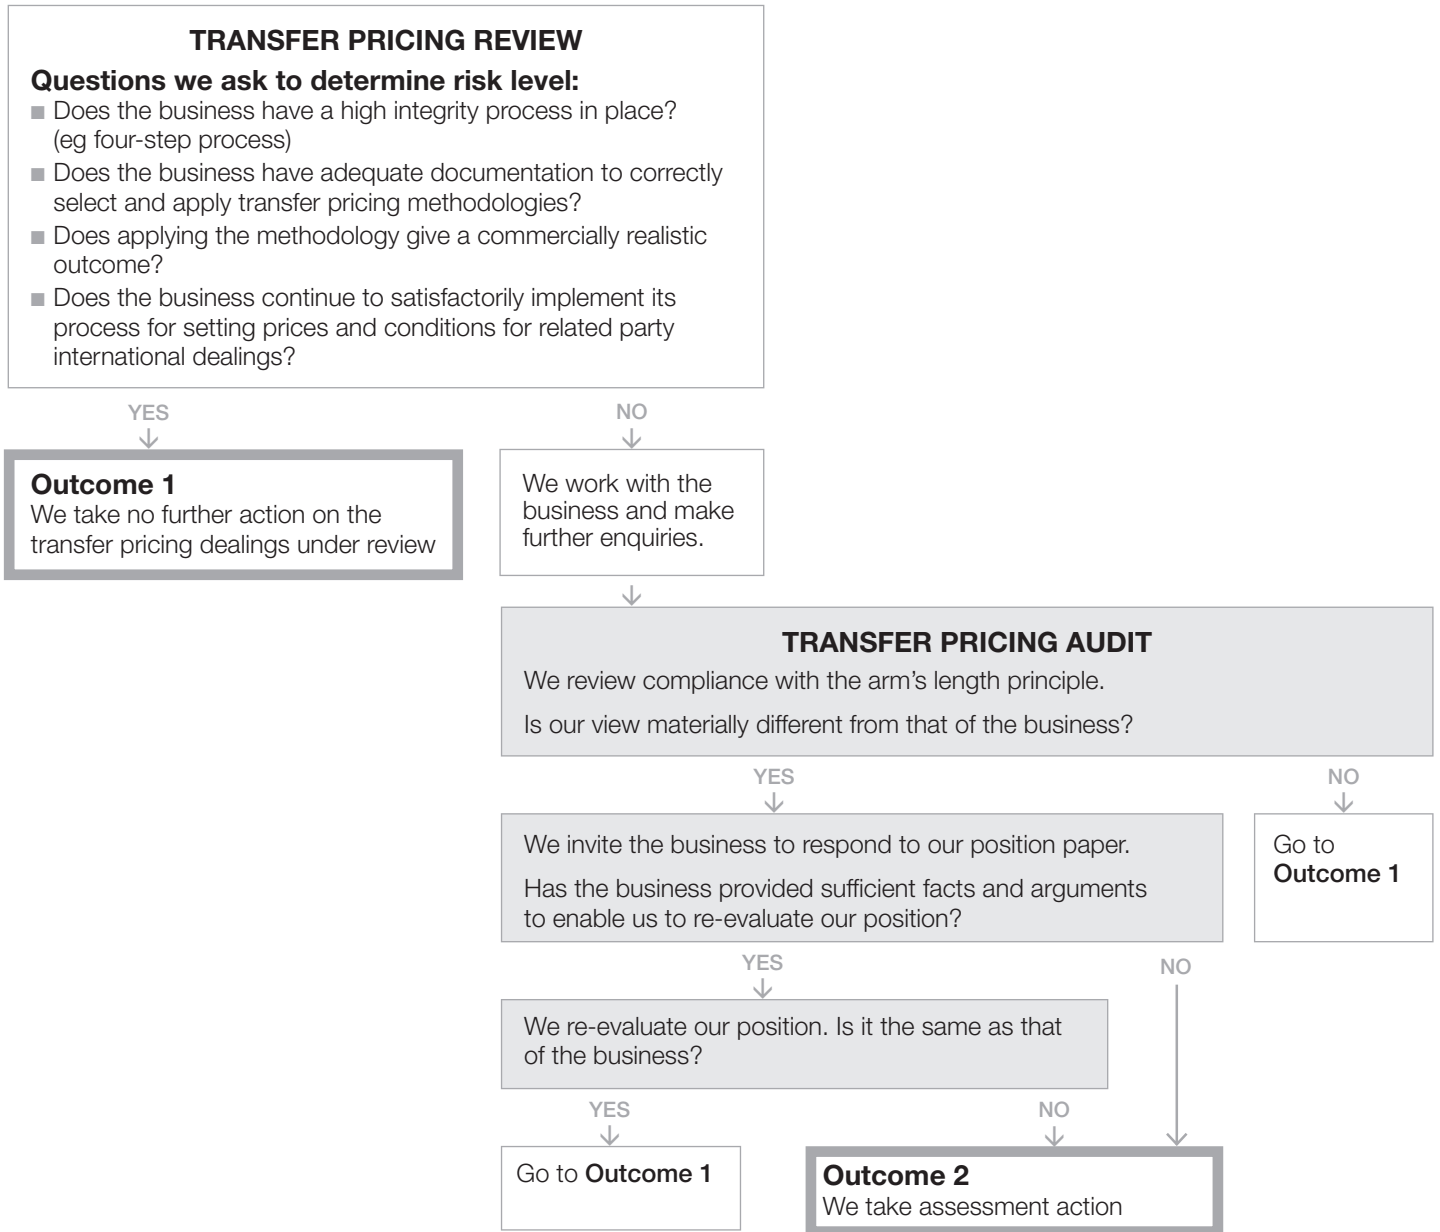 TRANSFER PRICING REVIEW
Questions we ask to determine risk level:
■ Does the business have a high integrity process in place?
(eg four-step process)
■ Does the business have adequate documentation to correctly
select and apply transfer pricing methodologies?
■ Does applying the methodology give a commercially realistic
outcome?
■ Does the business continue to satisfactorily implement its
process for setting prices and conditions for related party
international dealings?
YES
NO
Outcome 1
We take no further action on the
transfer pricing dealings under review
We work with the
business and make
further enquiries.
TRANSFER PRICING AUDIT
We review compliance with the arm’s length principle.
Is our view materially different from that of the business?
YES
NO
We invite the business to respond to our position paper.
Has the business provided sufficient facts and arguments
to enable us to re-evaluate our position?
Go to
Outcome 1
YES
NO
We re-evaluate our position. Is it the same as that
of the business?
YES
NO
Go to Outcome 1
Outcome 2
We take assessment action